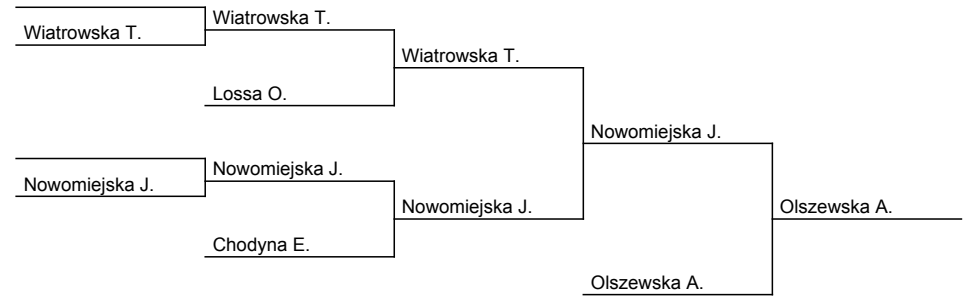 Wiatrowska T.
Wiatrowska T.
Wiatrowska T.
Lossa O.
Nowomiejska J.
Nowomiejska J.
Nowomiejska J.
Nowomiejska J.
Chodyna E.
Olszewska A.
Olszewska A.